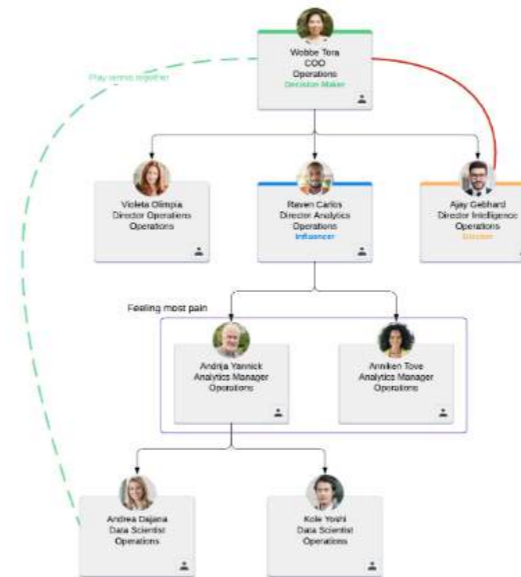 Wobbe Tora
COO
Operations
Decision Maker
Play tennis together
Violeta Olimpia
Director Operations
Operations
Raven Carlos
Director Analytics
Operations
Influencer
Ajay Gebhard
Director Intelligence
Operations
Feeling most pain
Andrija Yannick
Analytics Manager
Operations
Anniken Tove
Analytics Manager
Operations
Andrea Dajana
Data Scientist
Operations
Kole Yoshi
Data Scientist
Operations